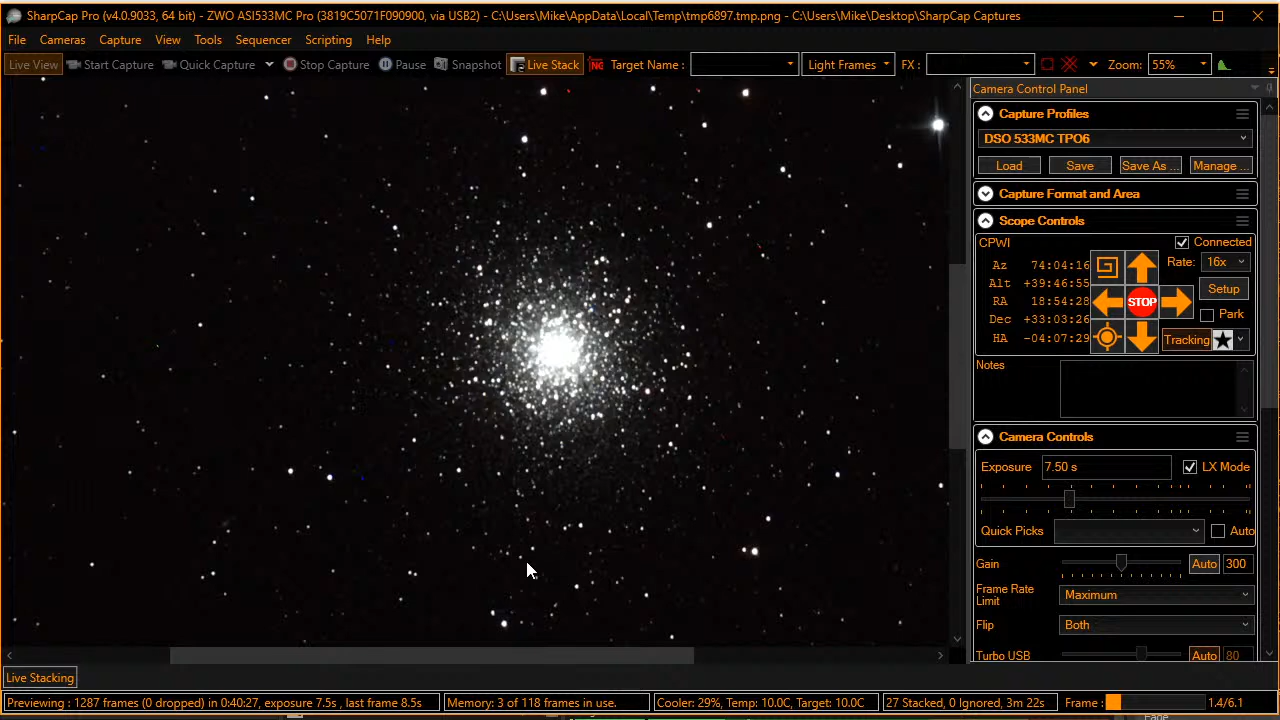 SharpCap Pro (v4.0.9033, 64 bit) - ZWO ASI533MC Pro (3819C5071F090900, via USB2) - C:\Users\Mike\AppData\Local\Temp\tmp6897.tmp.png - C:\Users\Mike\Desktop\SharpCap Captures
File Cameras Capture View Tools Sequencer Scripting Help
Live View Start Capture Quick Capture Stop Capture Pause Snapshot Live Stack NG Target Name : Light Frames FX : Zoom: 55%
Camera Control Panel
Capture Profiles
DSO 533MC TPO6
Load Save Save As ... Manage ...
Capture Format and Area
Scope Controls
CPWI Connected
Az 74:04:16 Rate: 16x
Alt +39:46:55
RA 18:54:28 STOP Setup
Dec +33:03:26 Park
HA -04:07:29 Tracking
Notes
Camera Controls
Exposure 7.50 s LX Mode
Quick Picks Auto
Gain Auto 300
Frame Rate
Limit Maximum
Flip Both
Turbo USB Auto 80
Live Stacking
Previewing : 1287 frames (0 dropped) in 0:40:27, exposure 7.5s , last frame 8.5s Memory: 3 of 118 frames in use. Cooler: 29%, Temp: 10.0C, Target: 10.0C 27 Stacked, 0 Ignored, 3m 22s Frame : 1.4/6.1